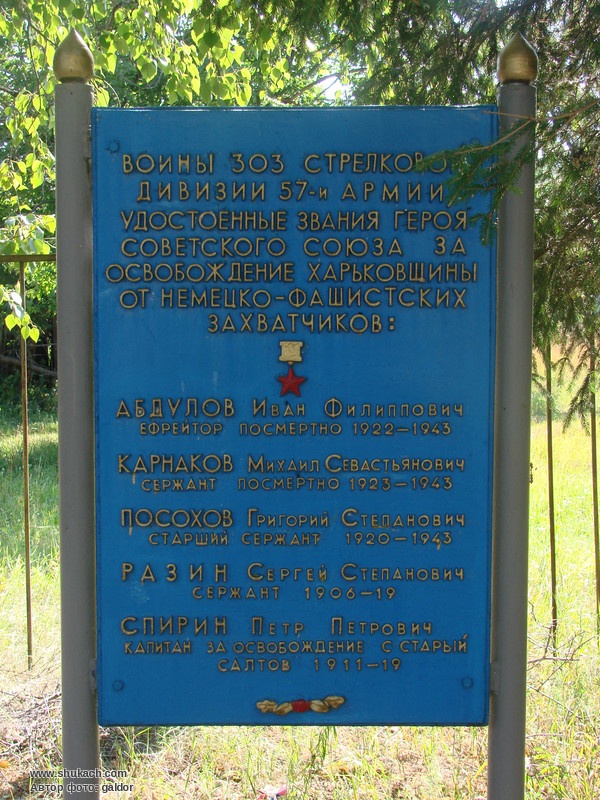 ВОИНЫ 303 СТРЕЛКОВОЙ
ДИВИЗИИ 57-й АРМИИ,
УДОСТОЕННЫЕ ЗВАНИЯ ГЕРОЯ
СОВЕТСКОГО СОЮЗА ЗА
ОСВОБОЖДЕНИЕ ХАРЬКОВЩИНЫ
ОТ НЕМЕЦКО-ФАШИСТСКИХ
ЗАХВАТЧИКОВ:
АБДУЛОВ ИВАН ФИЛИППОВИЧ
ЕФРЕЙТОР ПОСМЕРТНО 1922-1943
КАРНАКОВ МИХАИЛ СЕВАСТЬЯНОВИЧ
СЕРЖАНТ ПОСМЕРТНО 1923-1943
ПОСОХОВ ГРИГОРИЙ СТЕПАНОВИЧ
СТАРШИЙ СЕРЖАНТ 1920-1943
РАЗИН СЕРГЕЙ СТЕПАНОВИЧ
СЕРЖАНТ 1906-19
СПИРИН ПЕТР ПЕТРОВИЧ
КАПИТАН ЗА ОСВОБОЖДЕНИЕ С СТАРЫЙ
САЛТОВ 1911-19
www.shukach.com
Автор фото: galdor